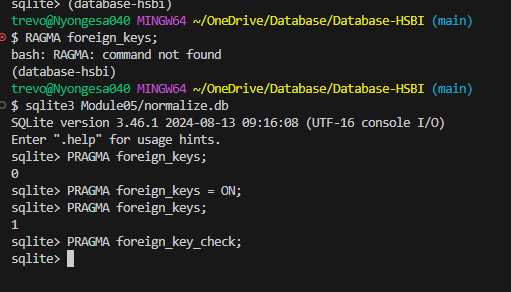 sqlite> (database-hsbi)
trevo@Nyongesa040 MINGW64 ~/OneDrive/Database/Database-HSBI (main)
$ RAGMA foreign_keys;
bash: RAGMA: command not found
(database-hsbi)
trevo@Nyongesa040 MINGW64 ~/OneDrive/Database/Database-HSBI (main)
$ sqlite3 Module05/normalize.db
SQLite version 3.46.1 2024-08-13 09:16:08 (UTF-16 console I/O)
Enter ".help" for usage hints.
sqlite> PRAGMA foreign_keys;
0
sqlite> PRAGMA foreign_keys = ON;
sqlite> PRAGMA foreign_keys;
1
sqlite> PRAGMA foreign_key_check;
sqlite>